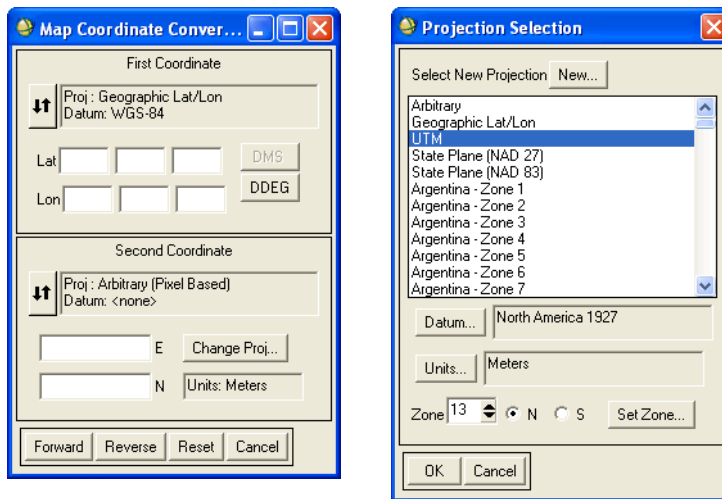 Map Coordinate Conver...
First Coordinate
Proj : Geographic Lat/Lon
Datum: WGS-84
Lat
DMS
Lon
DDEG
Second Coordinate
Proj : Arbitrary (Pixel Based)
Datum: <none>
E
Change Proj...
N
Units: Meters
Forward
Reverse
Reset
Cancel
Projection Selection
Select New Projection
New...
Arbitrary
Geographic Lat/Lon
UTM
State Plane (NAD 27)
State Plane (NAD 83)
Argentina - Zone 1
Argentina - Zone 2
Argentina - Zone 3
Argentina - Zone 4
Argentina - Zone 5
Argentina - Zone 6
Argentina - Zone 7
Datum...
North America 1927
Units...
Meters
Zone 13 N S Set Zone...
OK
Cancel